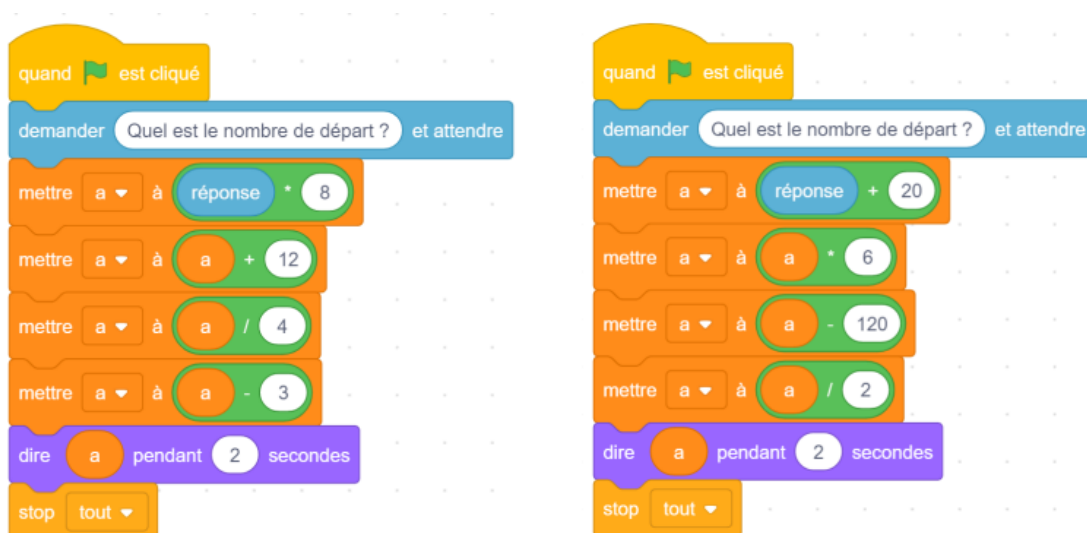 quand est cliqué
demander Quel est le nombre de départ ? et attendre
mettre a à réponse * 8
mettre a à a + 12
mettre a à a / 4
mettre a à a - 3
dire a pendant 2 secondes
stop tout
quand est cliqué
demander Quel est le nombre de départ ? et attendre
mettre a à réponse + 20
mettre a à a * 6
mettre a à a - 120
mettre a à a / 2
dire a pendant 2 secondes
stop tout